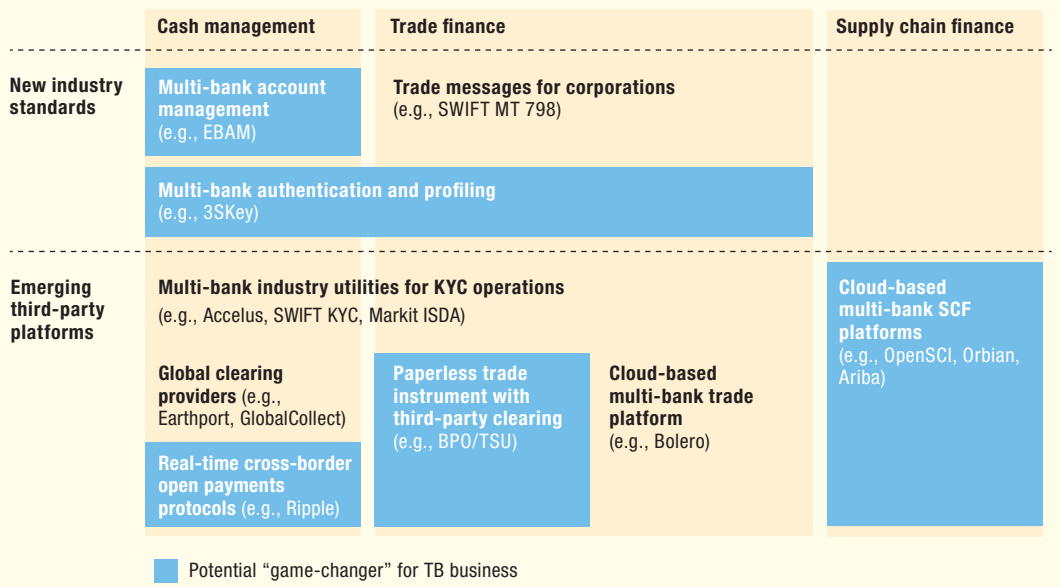 Cash management
Trade finance
Supply chain finance
New industry
standards
Multi-bank account
management
(e.g., EBAM)
Trade messages for corporations
(e.g., SWIFT MT 798)
Multi-bank authentication and profiling
(e.g., 3SKey)
Emerging
third-party
platforms
Multi-bank industry utilities for KYC operations
(e.g., Accelus, SWIFT KYC, Markit ISDA)
Global clearing
providers (e.g.,
Earthport, GlobalCollect)
Real-time cross-border
open payments
protocols (e.g., Ripple)
Paperless trade
instrument with
third-party clearing
(e.g., BPO/TSU)
Cloud-based
multi-bank trade
platform
(e.g., Bolero)
Cloud-based
multi-bank SCF
platforms
(e.g., OpenSCI, Orbian,
Ariba)
Potential “game-changer” for TB business